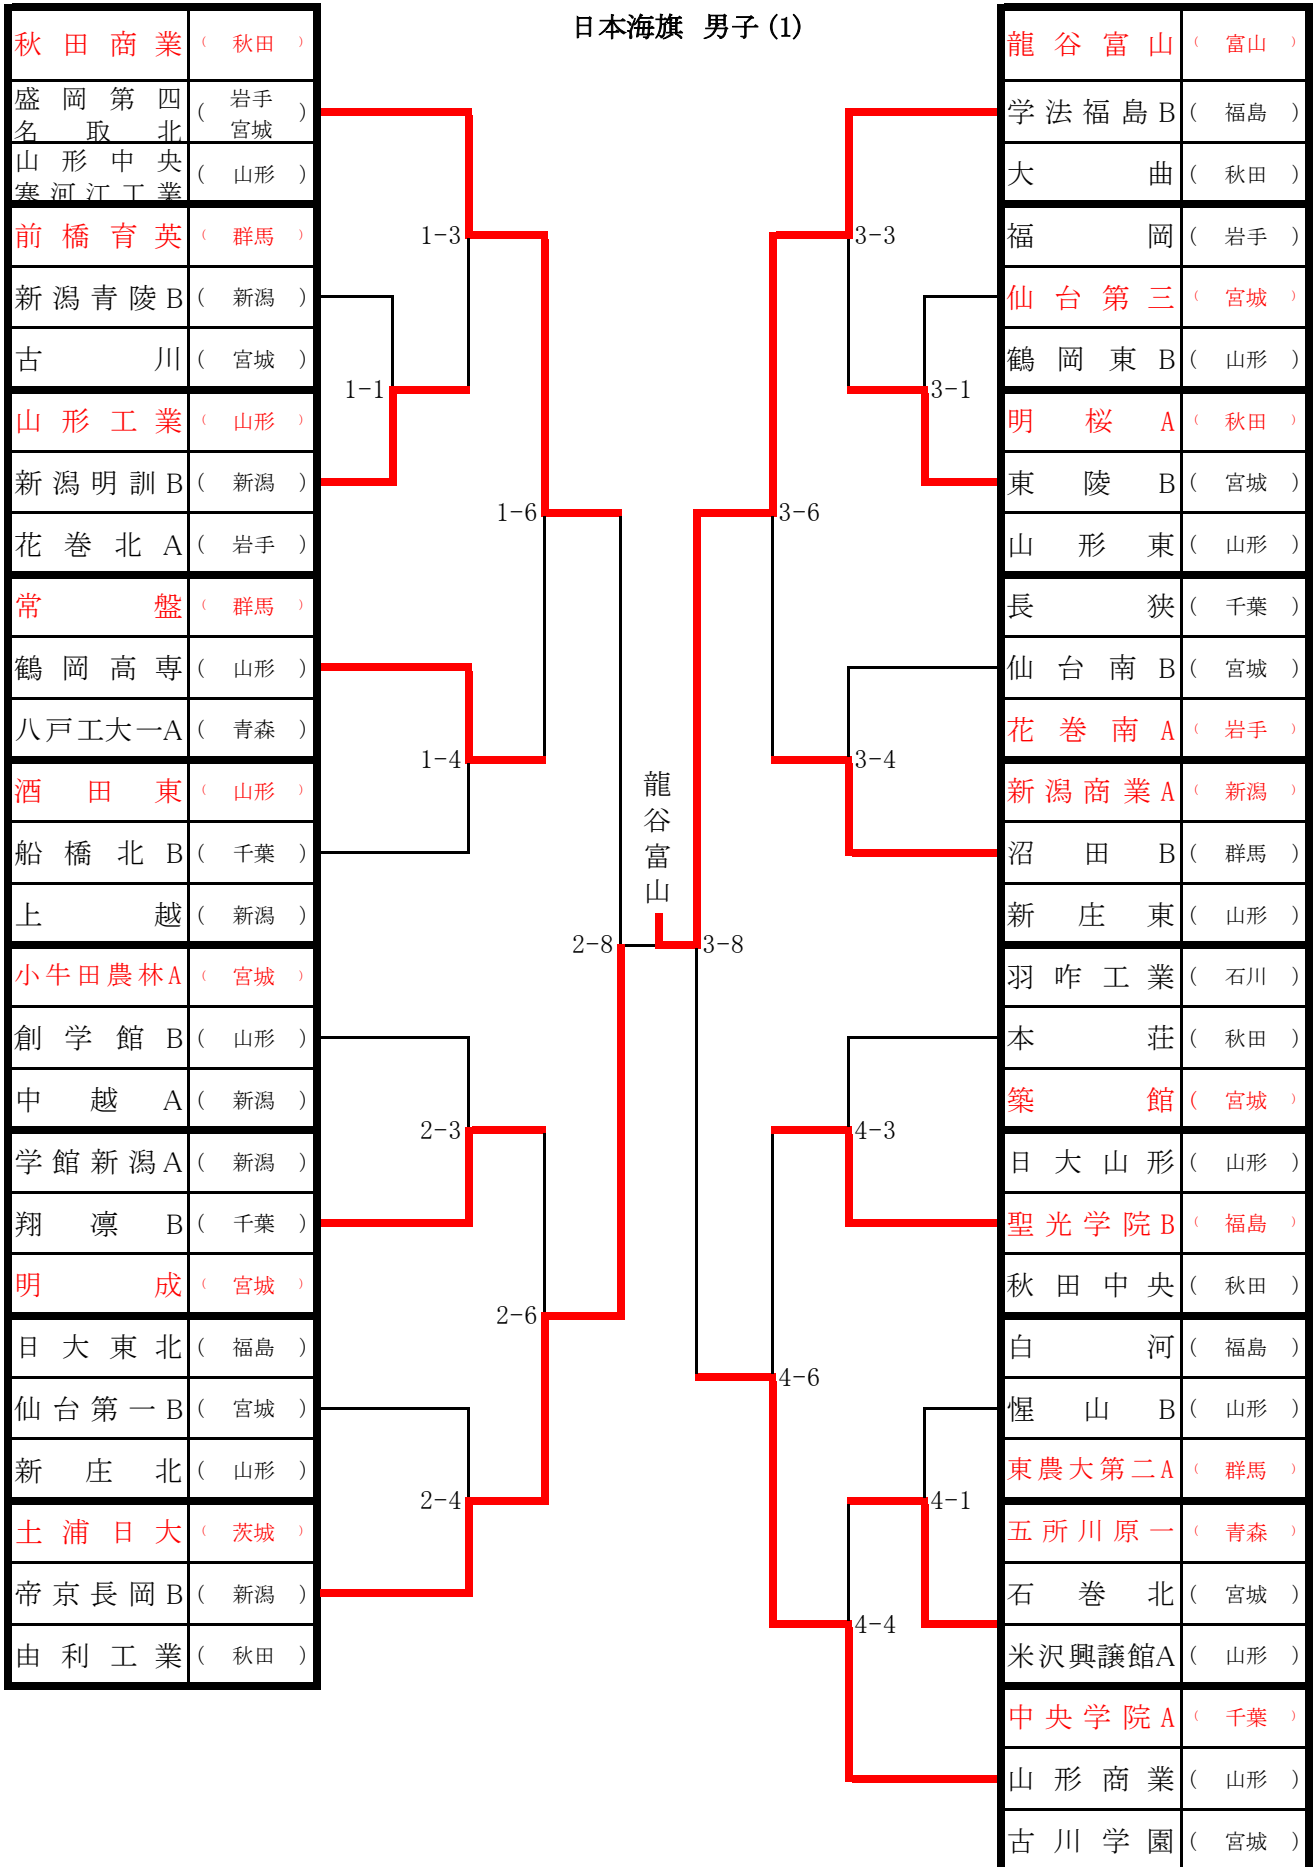 日本海旗 男子 (1)
秋田商業 ( 秋田 )
盛岡第四 ( 岩手 )
名取北 宮城
山形中央 ( 山形 )
寒河江工業
前橋育英 ( 群馬 )
新潟青陵B ( 新潟 )
古川 ( 宮城 )
山形工業 ( 山形 )
新潟明訓B ( 新潟 )
花巻北A ( 岩手 )
常盤 ( 群馬 )
鶴岡高専 ( 山形 )
八戸工大一A ( 青森 )
酒田東 ( 山形 )
船橋北B ( 千葉 )
上越 ( 新潟 )
小牛田農林A ( 宮城 )
創学館B ( 山形 )
中越A ( 新潟 )
学館新潟A ( 新潟 )
翔凛B ( 千葉 )
明成 ( 宮城 )
日大東北 ( 福島 )
仙台第一B ( 宮城 )
新庄北 ( 山形 )
土浦日大 ( 茨城 )
帝京長岡B ( 新潟 )
由利工業 ( 秋田 )
1-3
1-1
1-6
1-4
2-8
2-3
2-6
2-4
龍谷富山
3-3
3-1
3-6
3-4
3-8
4-3
4-6
4-1
4-4
龍谷富山 ( 富山 )
学法福島B ( 福島 )
大曲 ( 秋田 )
福岡 ( 岩手 )
仙台第三 ( 宮城 )
鶴岡東B ( 山形 )
明桜A ( 秋田 )
東陵B ( 宮城 )
山形東 ( 山形 )
長狭 ( 千葉 )
仙台南B ( 宮城 )
花巻南A ( 岩手 )
新潟商業A ( 新潟 )
沼田B ( 群馬 )
新庄東 ( 山形 )
羽咋工業 ( 石川 )
本荘 ( 秋田 )
築館 ( 宮城 )
日大山形 ( 山形 )
聖光学院B ( 福島 )
秋田中央 ( 秋田 )
白河 ( 福島 )
惺山B ( 山形 )
東農大第二A ( 群馬 )
五所川原一 ( 青森 )
石巻北 ( 宮城 )
米沢興譲館A ( 山形 )
中央学院A ( 千葉 )
山形商業 ( 山形 )
古川学園 ( 宮城 )